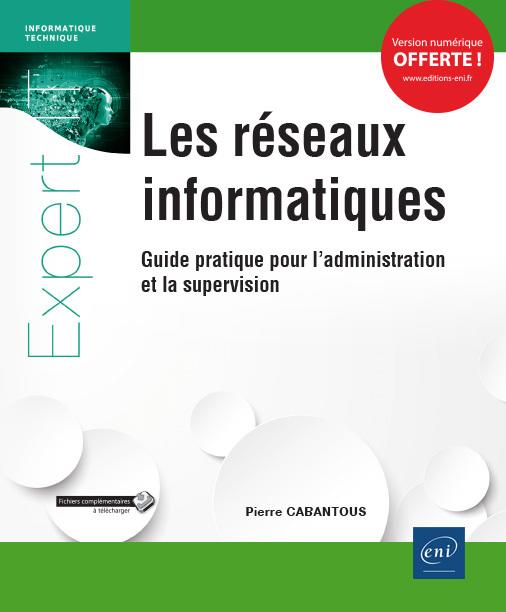 INFORMATIQUE
TECHNIQUE
Version numérique
OFFERTE !
www.editions-eni.fr
Expert IT
Les réseaux
informatiques
Guide pratique pour l’administration
et la supervision
Fichiers complémentaires
à télécharger
Pierre CABANTOUS
eni